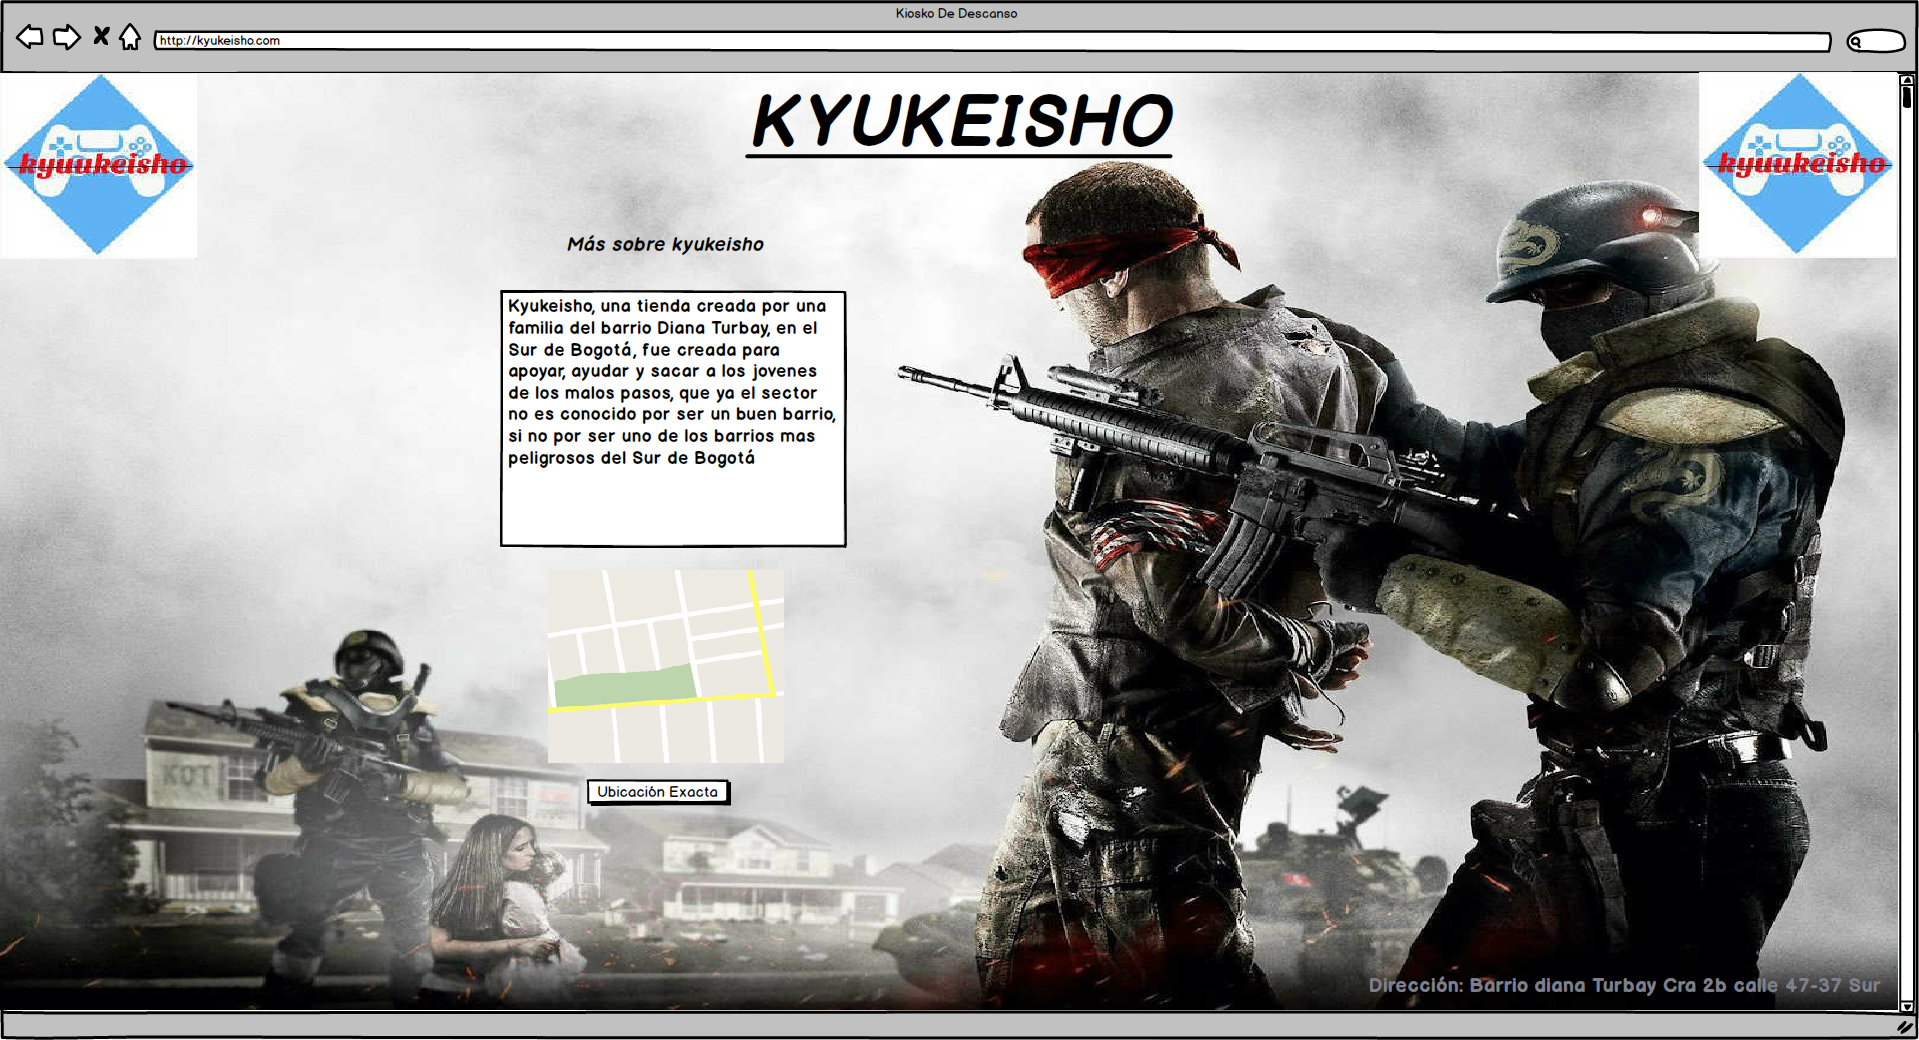 Kiosko De Descanso
http://kyukeisho.com
KYUKEISHO
kyuukeisho
kyuukeisho
Más sobre kyukeisho
Kyukeisho, una tienda creada por una
familia del barrio Diana Turbay, en el
Sur de Bogotá, fue creada para
apoyar, ayudar y sacar a los jovenes
de los malos pasos, que ya el sector
no es conocido por ser un buen barrio,
si no por ser uno de los barrios mas
peligrosos del Sur de Bogotá
KOT
Ubicación Exacta
Dirección: Barrio diana Turbay Cra 2b calle 47-37 Sur